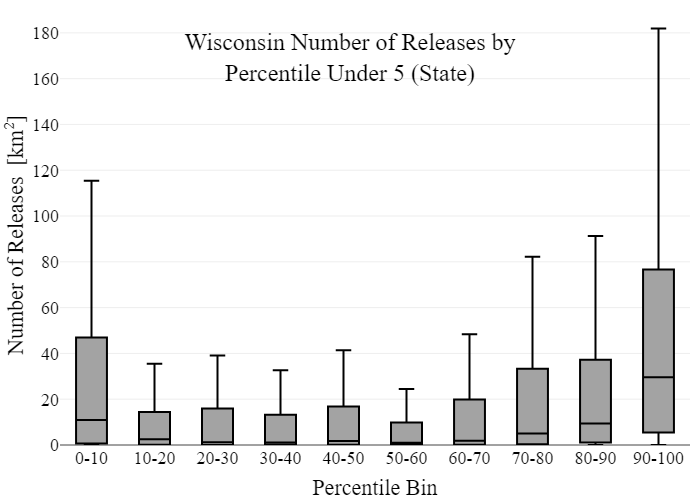 Wisconsin Number of Releases by
Percentile Under 5 (State)
Number of Releases [km²]
180
160
140
120
100
80
60
40
20
0
0-10 10-20 20-30 30-40 40-50 50-60 60-70 70-80 80-90 90-100
Percentile Bin